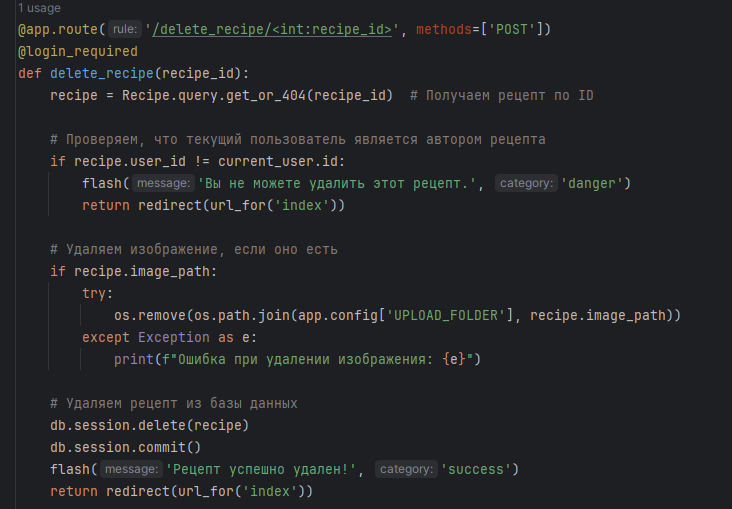 1 usage
@app.route( rule: '/delete_recipe/<int:recipe_id>', methods=['POST'])
@login_required
def delete_recipe(recipe_id):
    recipe = Recipe.query.get_or_404(recipe_id)  # Получаем рецепт по ID
    # Проверяем, что текущий пользователь является автором рецепта
    if recipe.user_id != current_user.id:
        flash( message: 'Вы не можете удалить этот рецепт.', category: 'danger')
        return redirect(url_for('index'))
    # Удаляем изображение, если оно есть
    if recipe.image_path:
        try:
            os.remove(os.path.join(app.config['UPLOAD_FOLDER'], recipe.image_path))
        except Exception as e:
            print(f"Ошибка при удалении изображения: {e}")
    # Удаляем рецепт из базы данных
    db.session.delete(recipe)
    db.session.commit()
    flash( message: 'Рецепт успешно удален!', category: 'success')
    return redirect(url_for('index'))